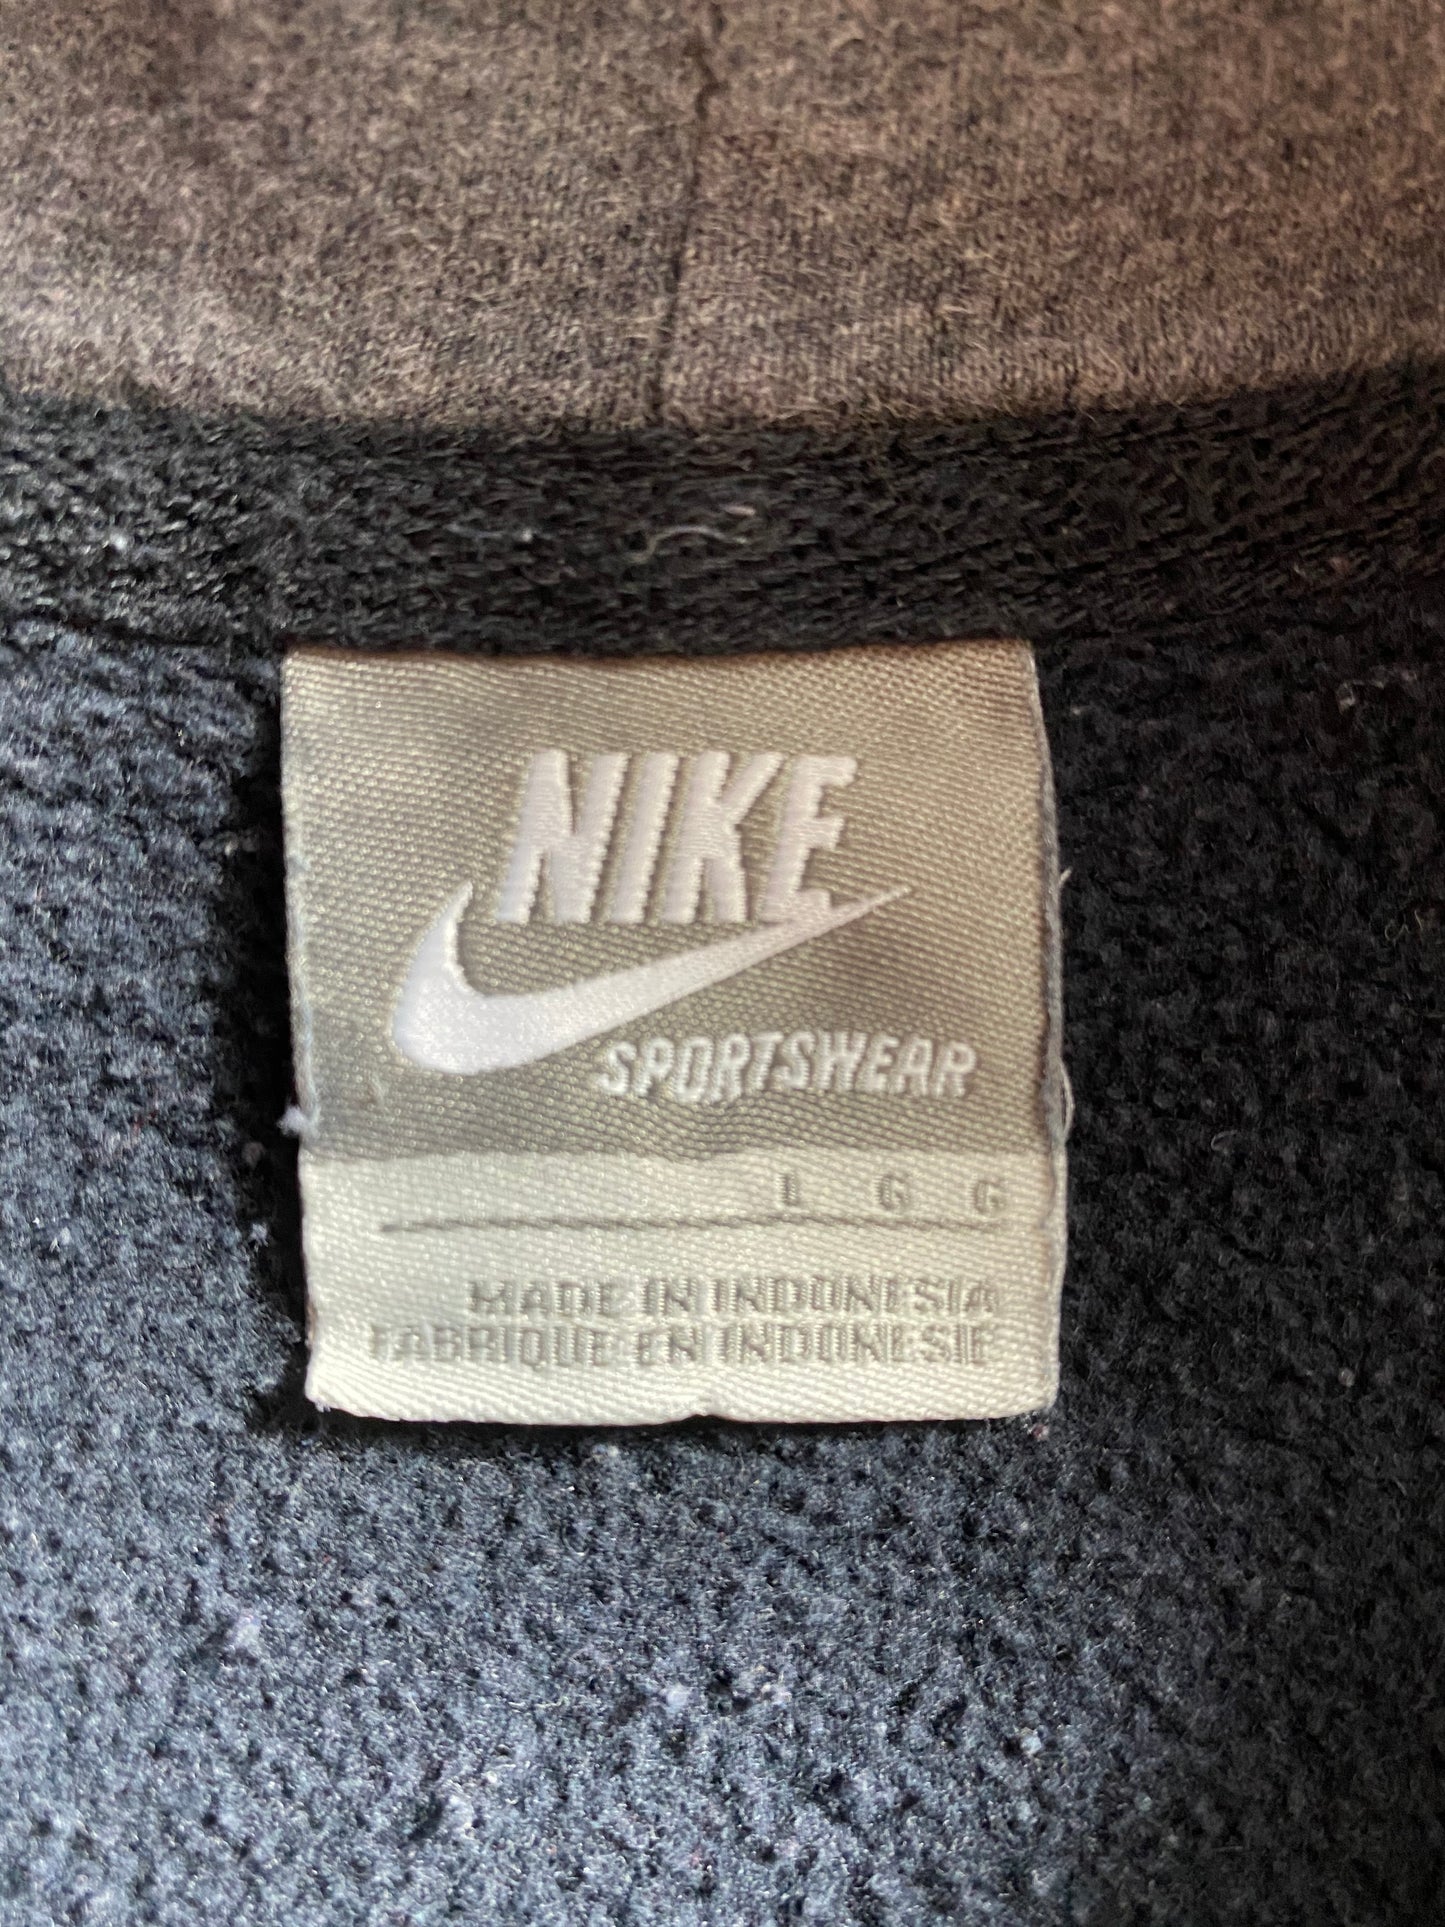 NIKE
SPORTSWEAR
L G G
MADE IN INDONESIA
FABRIQUE EN INDONESIE